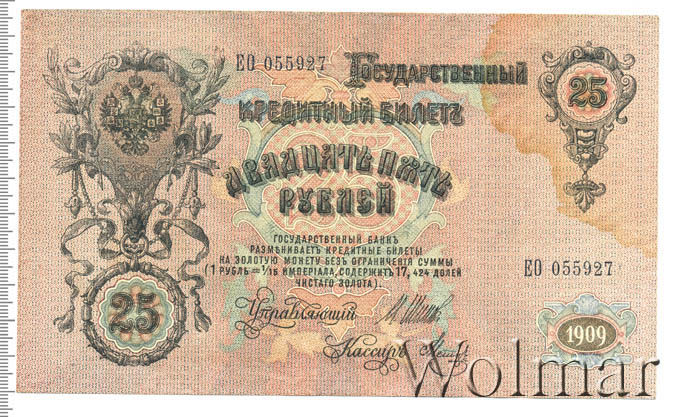 ЕО 055927
Государственный
25
Кредитный Билетъ
Двадцать пять
рублей
Государственный Банкъ
размѣниваетъ кредитные билеты
на золотую монету безъ ограниченія суммы
(1 рубль = 1/15 имперіала, содержитъ 17,424 долей
чистаго золота).
ЕО 055927
Управляющій
25
1909
Кассиръ
Wolmar